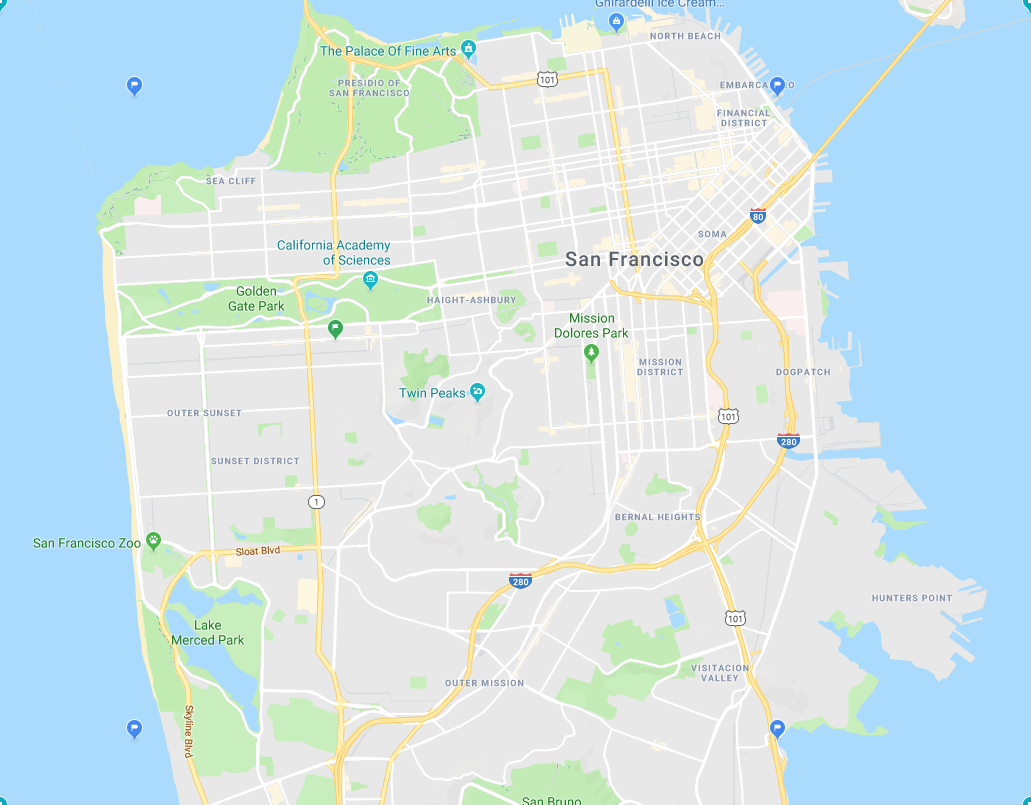 Ghirardelli Ice Cream...
NORTH BEACH
The Palace Of Fine Arts
101
PRESIDIO OF
SAN FRANCISCO
FINANCIAL
DISTRICT
SEA CLIFF
80
SOMA
California Academy
of Sciences
San Francisco
Golden
Gate Park
HAIGHT-ASHBURY
Mission
Dolores Park
MISSION
DISTRICT
DOGPATCH
Twin Peaks
OUTER SUNSET
101
280
SUNSET DISTRICT
1
BERNAL HEIGHTS
San Francisco Zoo
Sloat Blvd
280
HUNTERS POINT
101
Lake
Merced Park
VISITACION
VALLEY
OUTER MISSION
Skyline Blvd
San Bruno